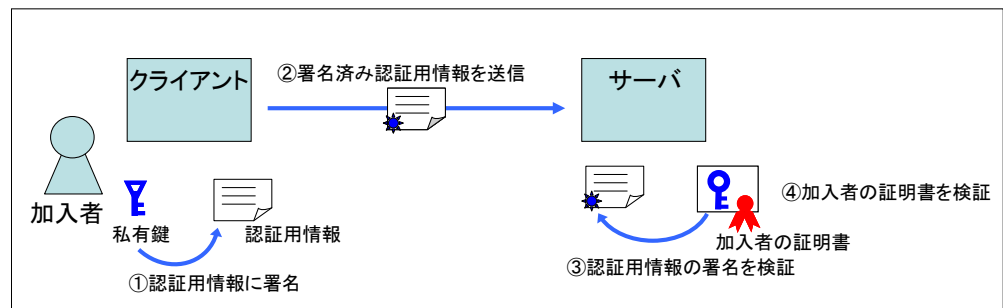 クライアント
②署名済み認証用情報を送信
サーバ
加入者
私有鍵
認証用情報
①認証用情報に署名
④加入者の証明書を検証
加入者の証明書
③認証用情報の署名を検証